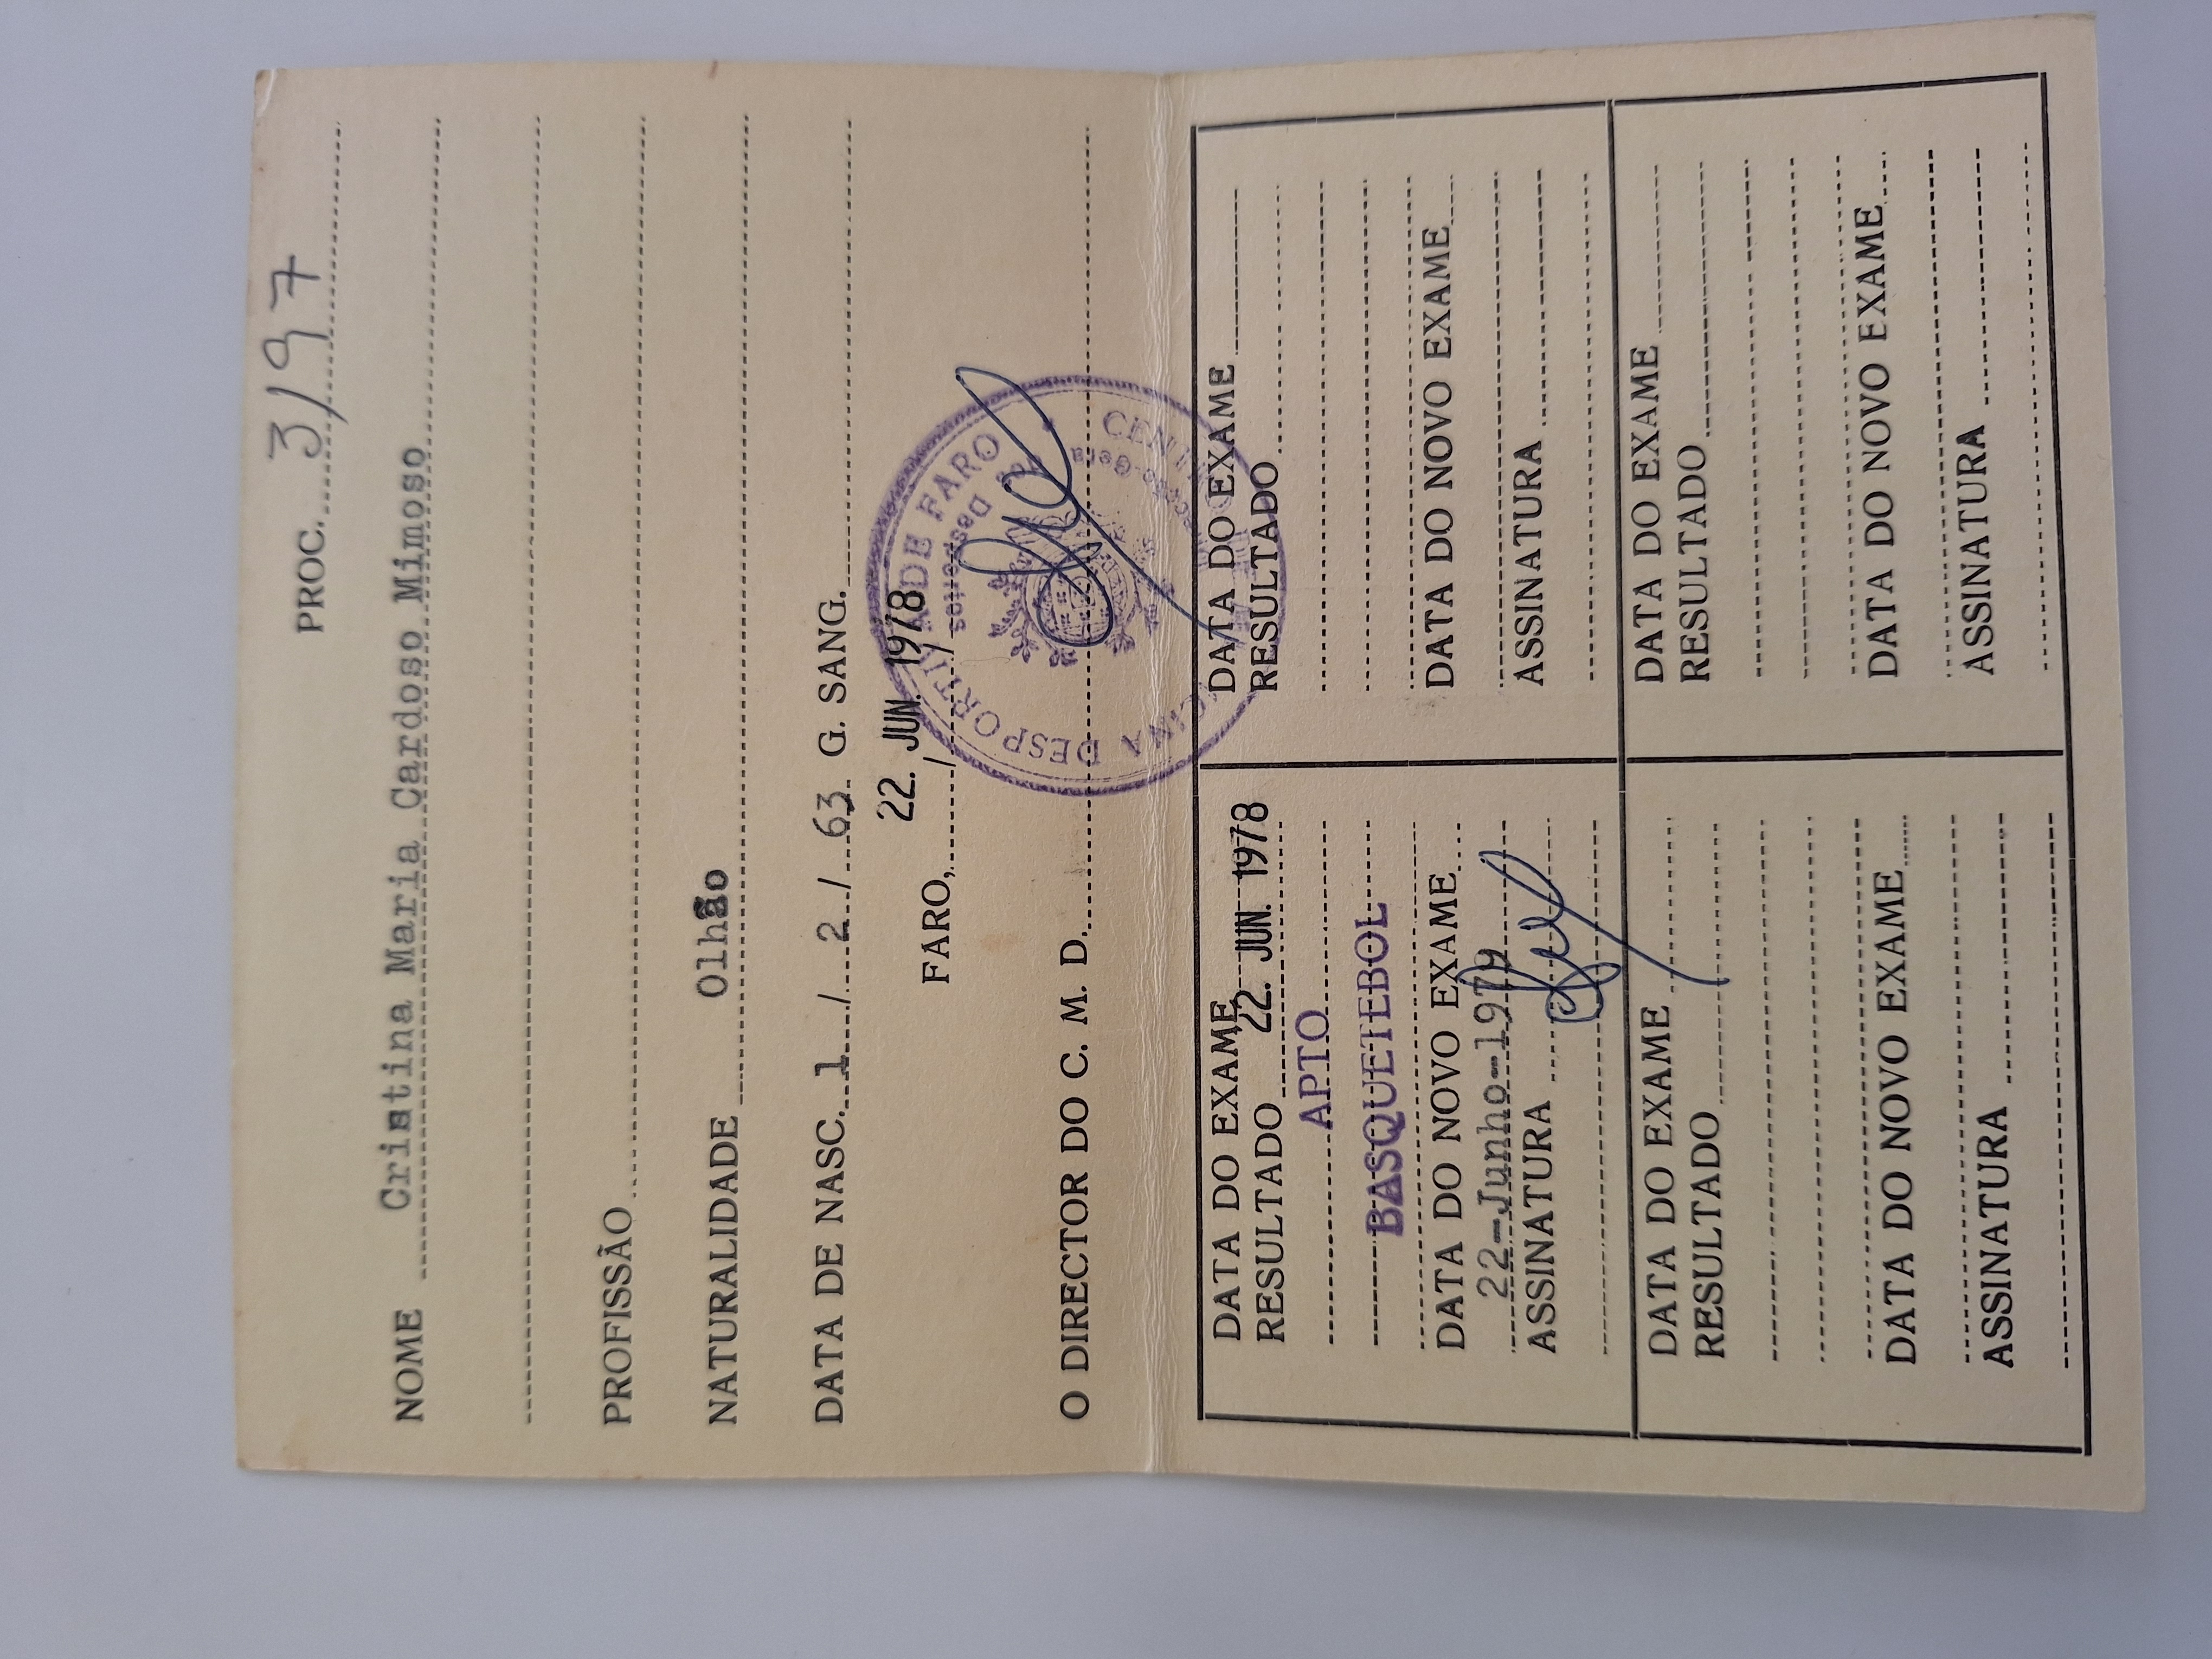 PROC. 3197
NOME Cristina Maria Cardoso Mimoso
PROFISSÃO
NATURALIDADE Olhão
DATA DE NASC. 1 / 2 / 63 G. SANG.
22. JUN. 1978
FARO, / /
O DIRECTOR DO C. M. D.
DESPORTIVA DE FARO
Desportos
DATA DO EXAME
22. JUN. 1978
RESULTADO
APTO
BASQUETEBOL
DATA DO NOVO EXAME
22-Junho-1979
ASSINATURA
DATA DO EXAME
RESULTADO
DATA DO NOVO EXAME
ASSINATURA
DATA DO EXAME
RESULTADO
DATA DO NOVO EXAME
ASSINATURA
DATA DO EXAME
RESULTADO
DATA DO NOVO EXAME
ASSINATURA